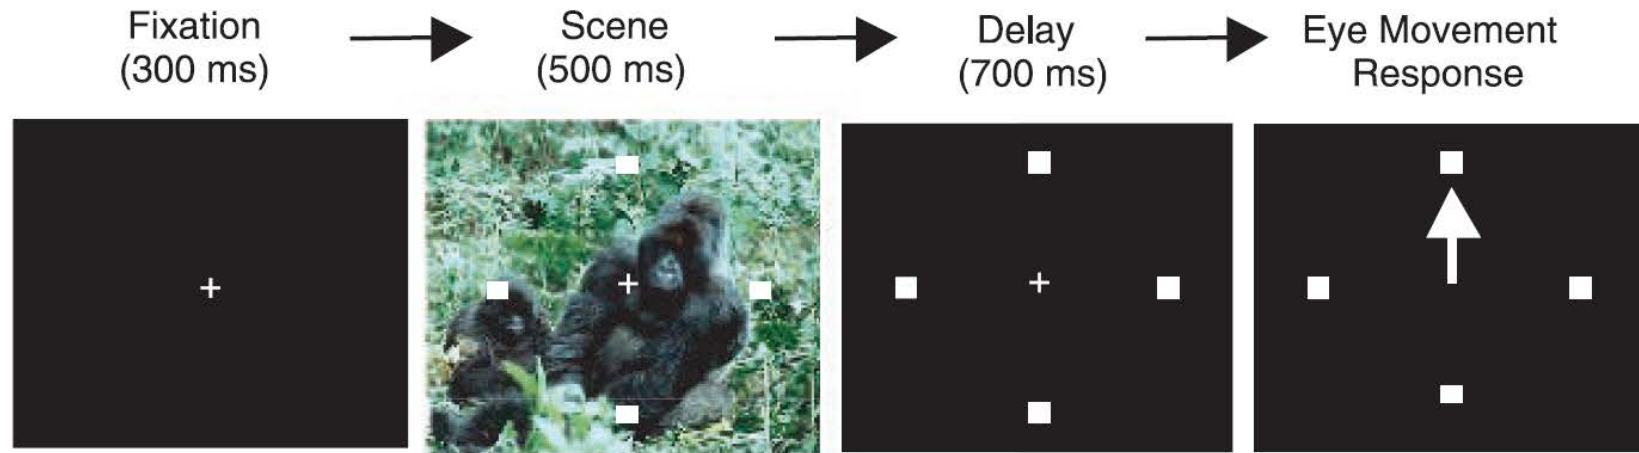 Fixation
(300 ms)
Scene
(500 ms)
Delay
(700 ms)
Eye Movement
Response